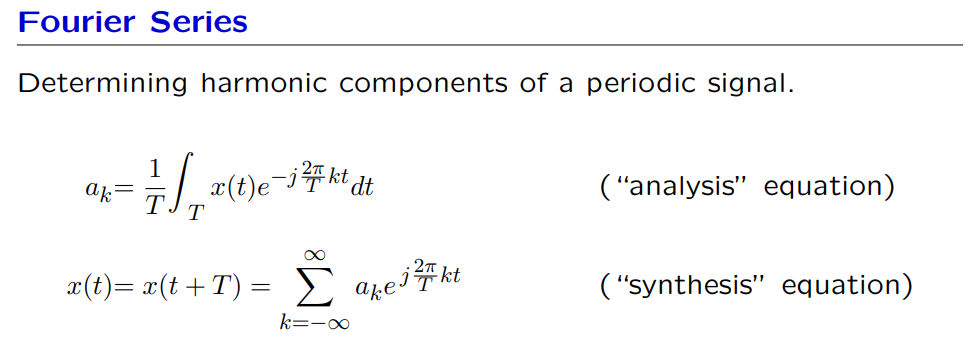 Fourier Series
Determining harmonic components of a periodic signal.
$a_k = \frac{1}{T} \int_T x(t) e^{-j\frac{2\pi}{T}kt} dt$ (“analysis” equation)
$x(t) = x(t+T) = \sum_{k=-\infty}^{\infty} a_k e^{j\frac{2\pi}{T}kt}$ (“synthesis” equation)